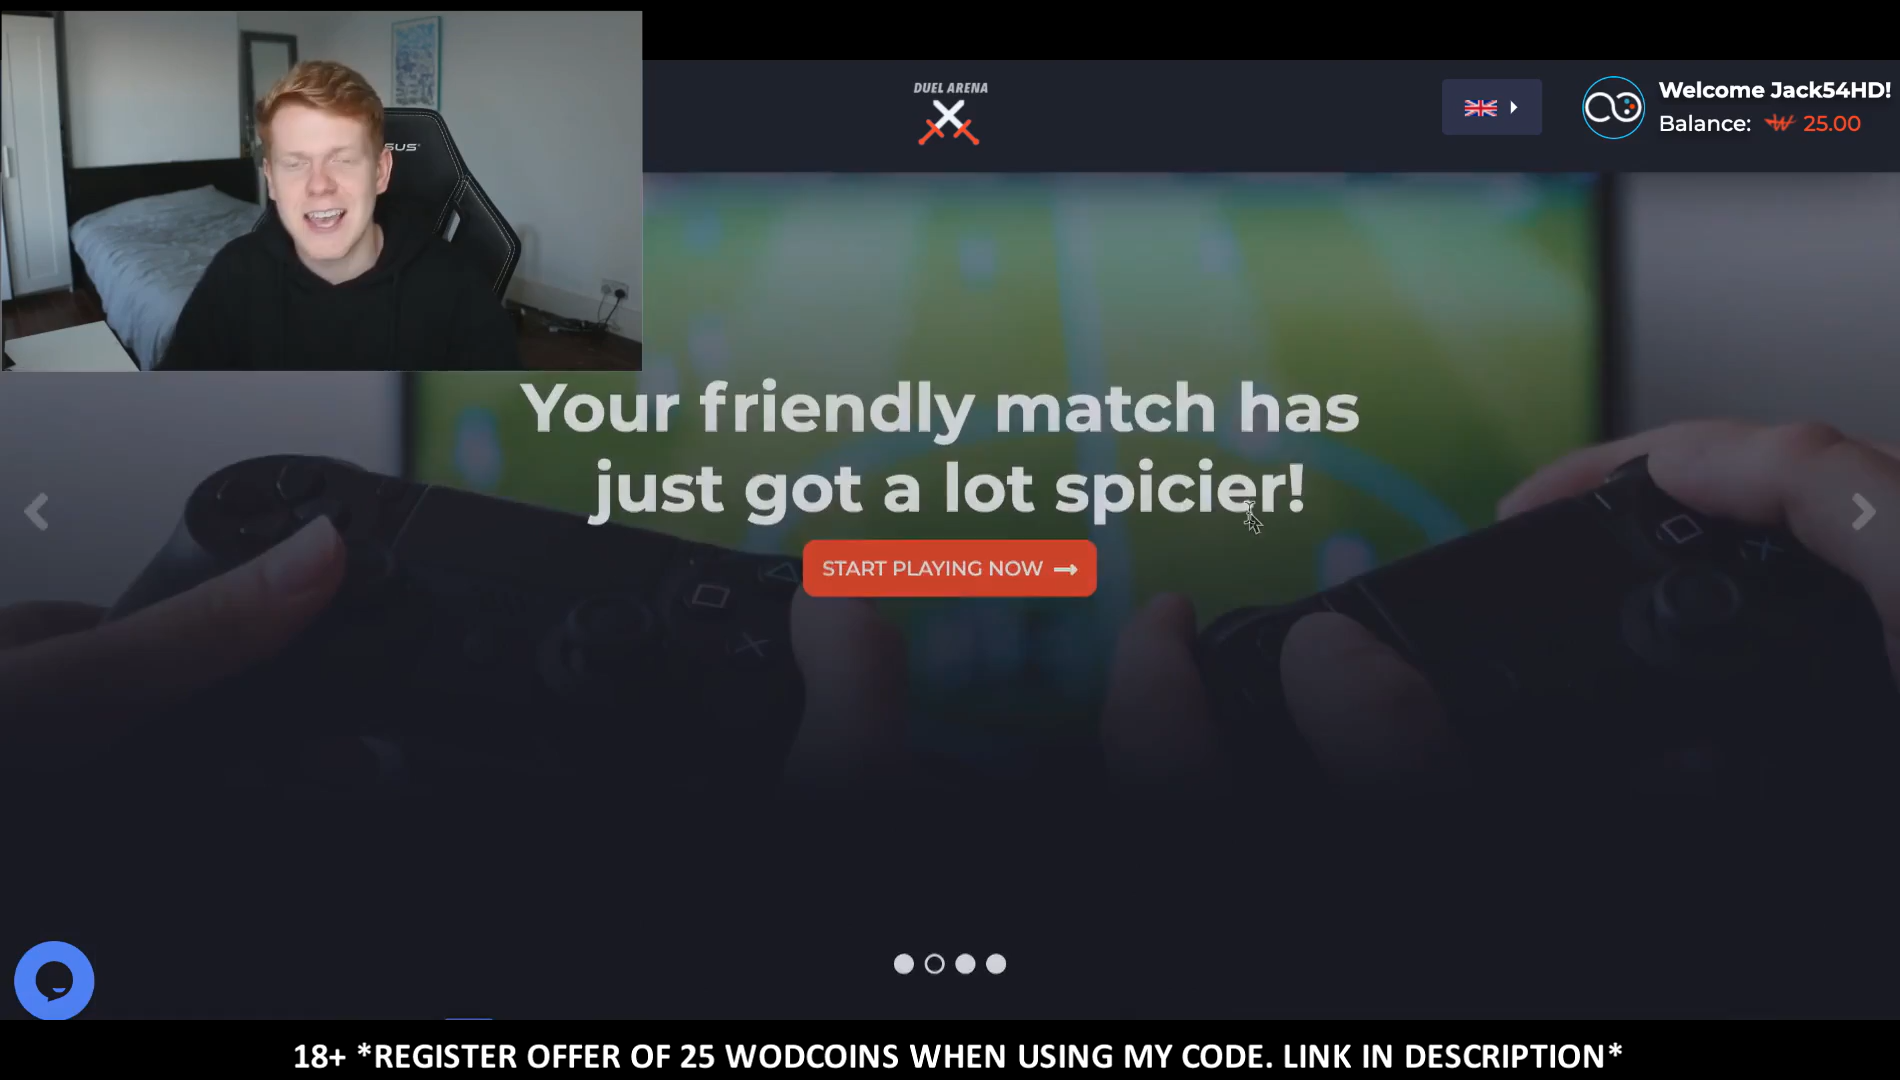 DUEL ARENA
Welcome Jack54HD!
Balance: W 25.00
SUS
Your friendly match has
just got a lot spicier!
START PLAYING NOW →
18+ *REGISTER OFFER OF 25 WODCOINS WHEN USING MY CODE. LINK IN DESCRIPTION*